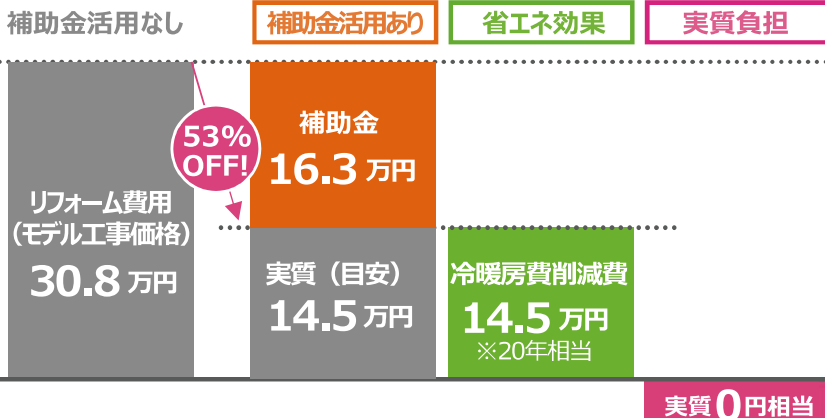 補助金活用なし
補助金活用あり
省エネ効果
実質負担
53%
OFF!
リフォーム費用
（モデル工事価格）
30.8 万円
補助金
16.3 万円
実質（目安）
14.5 万円
冷暖房費削減費
14.5 万円
※20年相当
実質0円相当